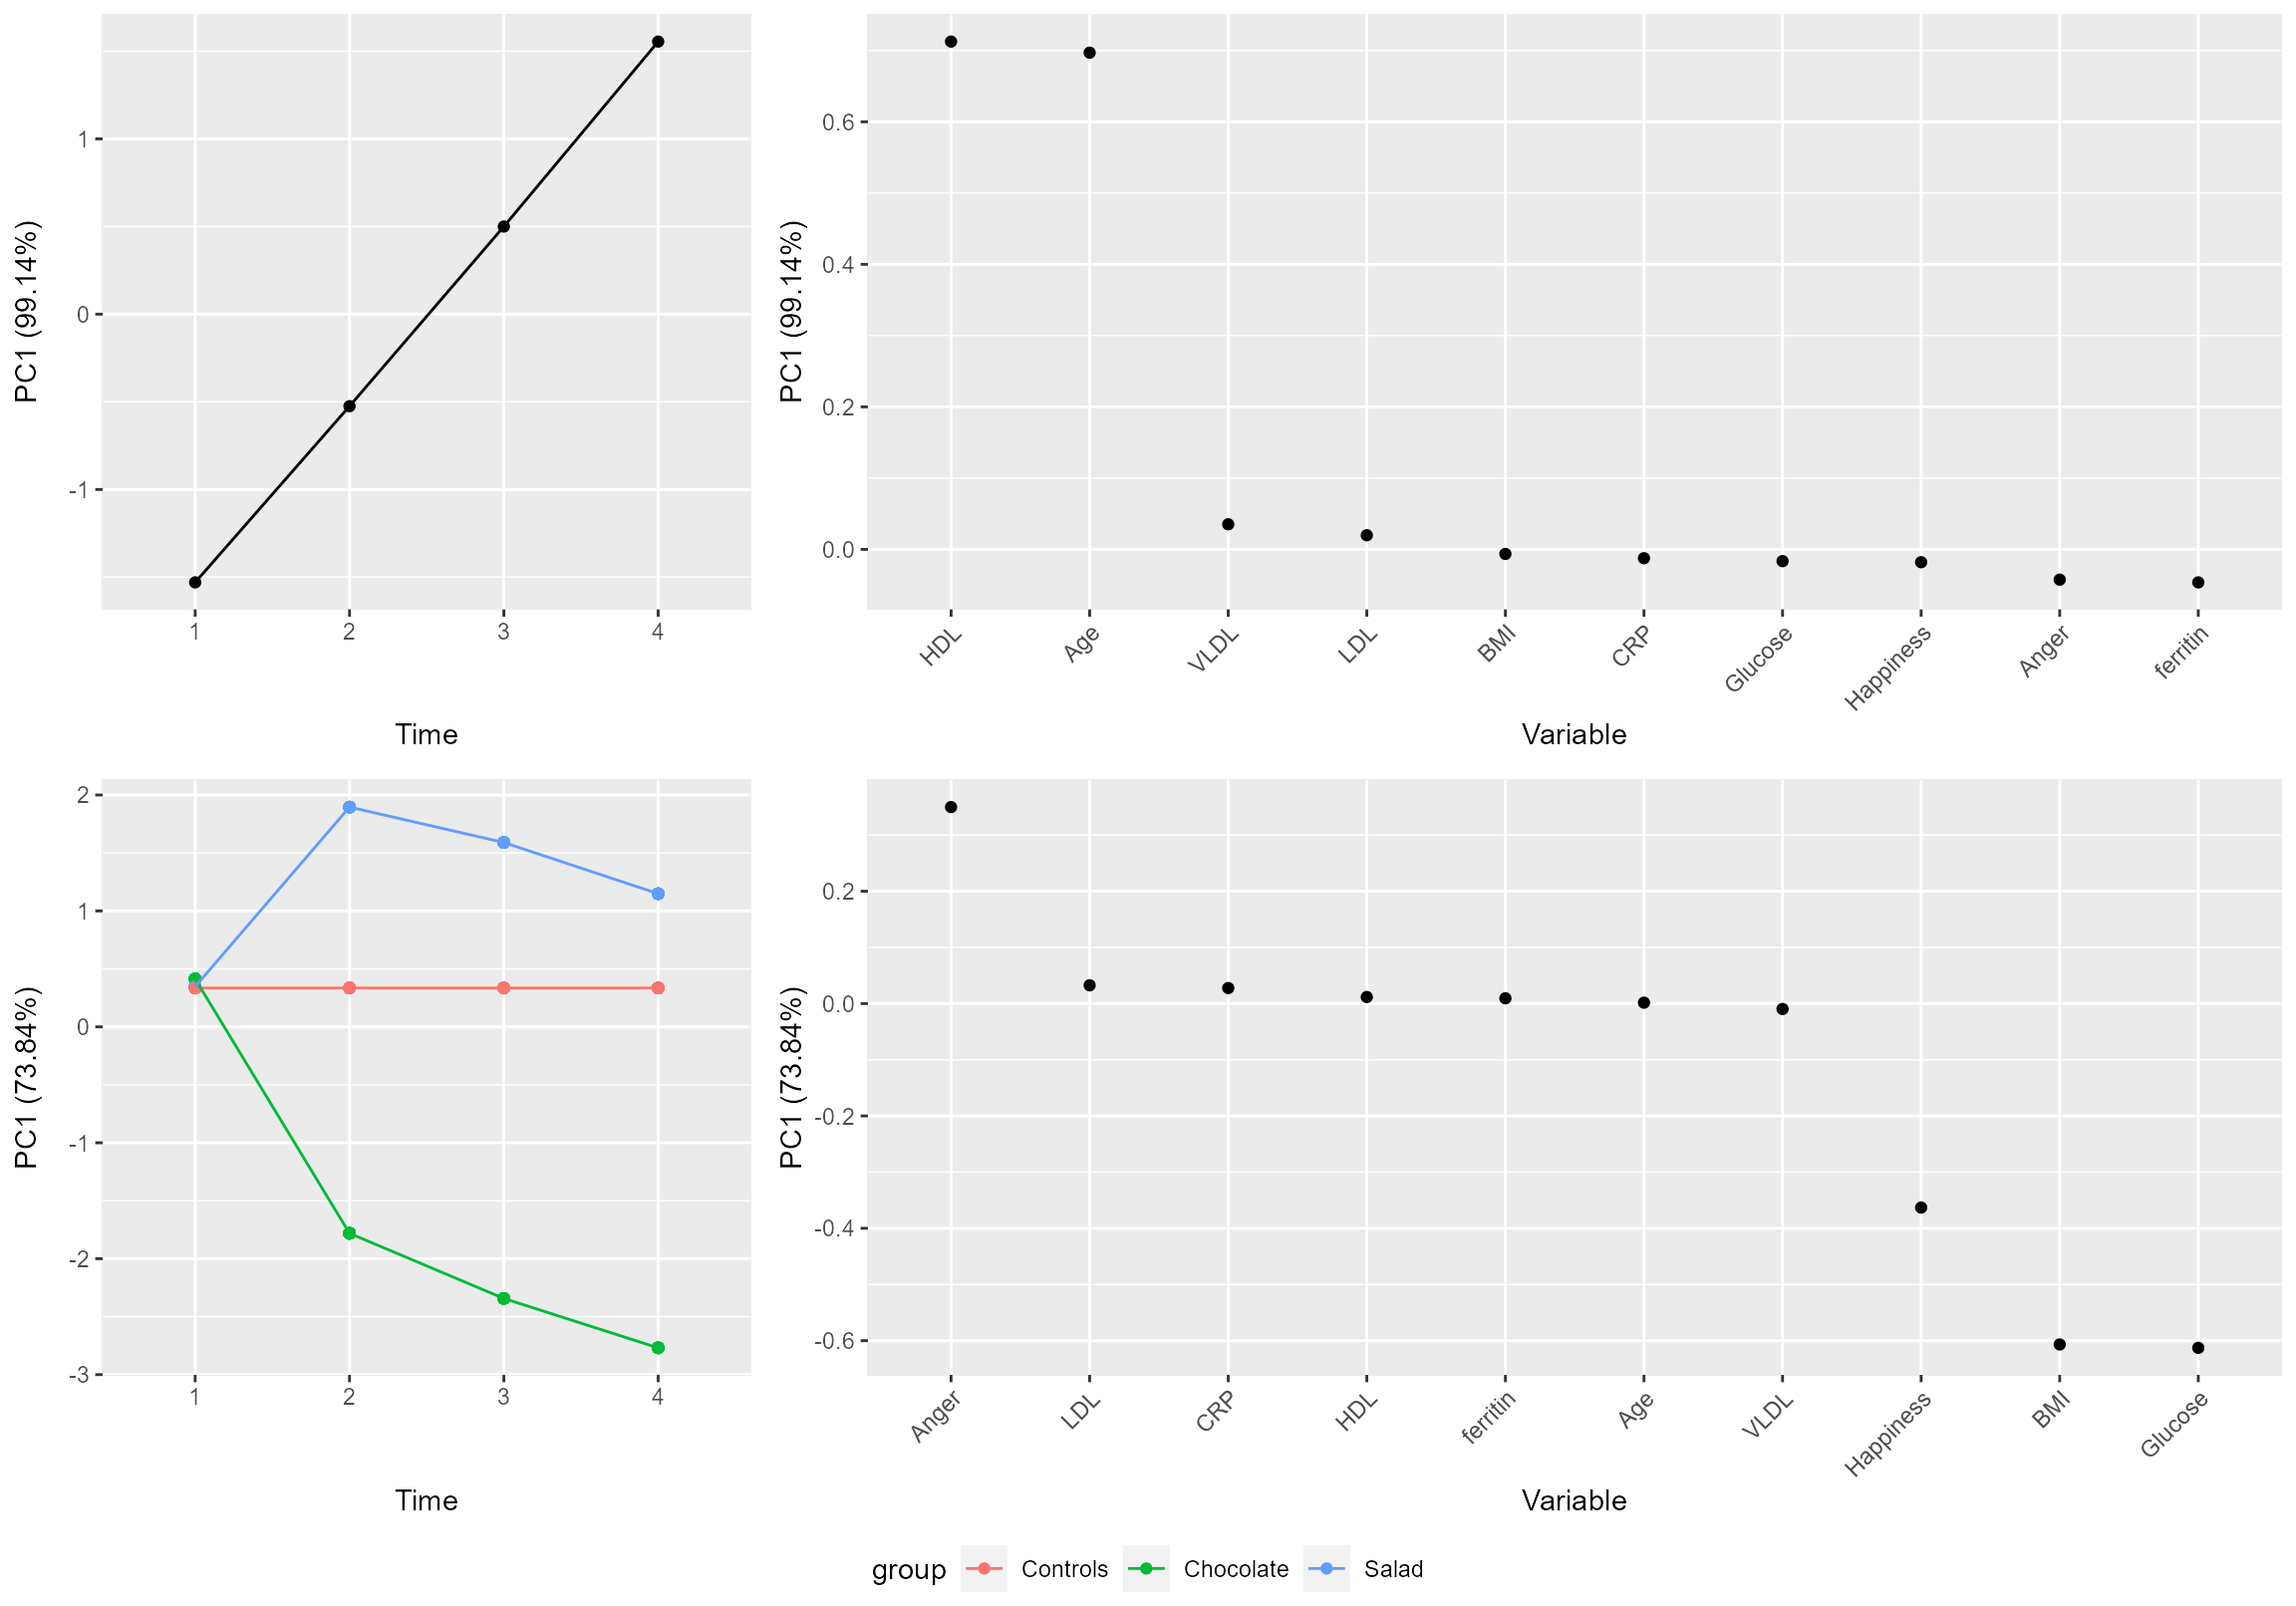 PC1 (99.14%)
1
0
-1
1 2 3 4
Time
PC1 (99.14%)
0.6
0.4
0.2
0.0
HDL Age VLDL LDL BMI CRP Glucose Happiness Anger ferritin
Variable
PC1 (73.84%)
2
1
0
-1
-2
-3
1 2 3 4
Time
PC1 (73.84%)
0.2
0.0
-0.2
-0.4
-0.6
Anger LDL CRP HDL ferritin Age VLDL Happiness BMI Glucose
Variable
group Controls Chocolate Salad